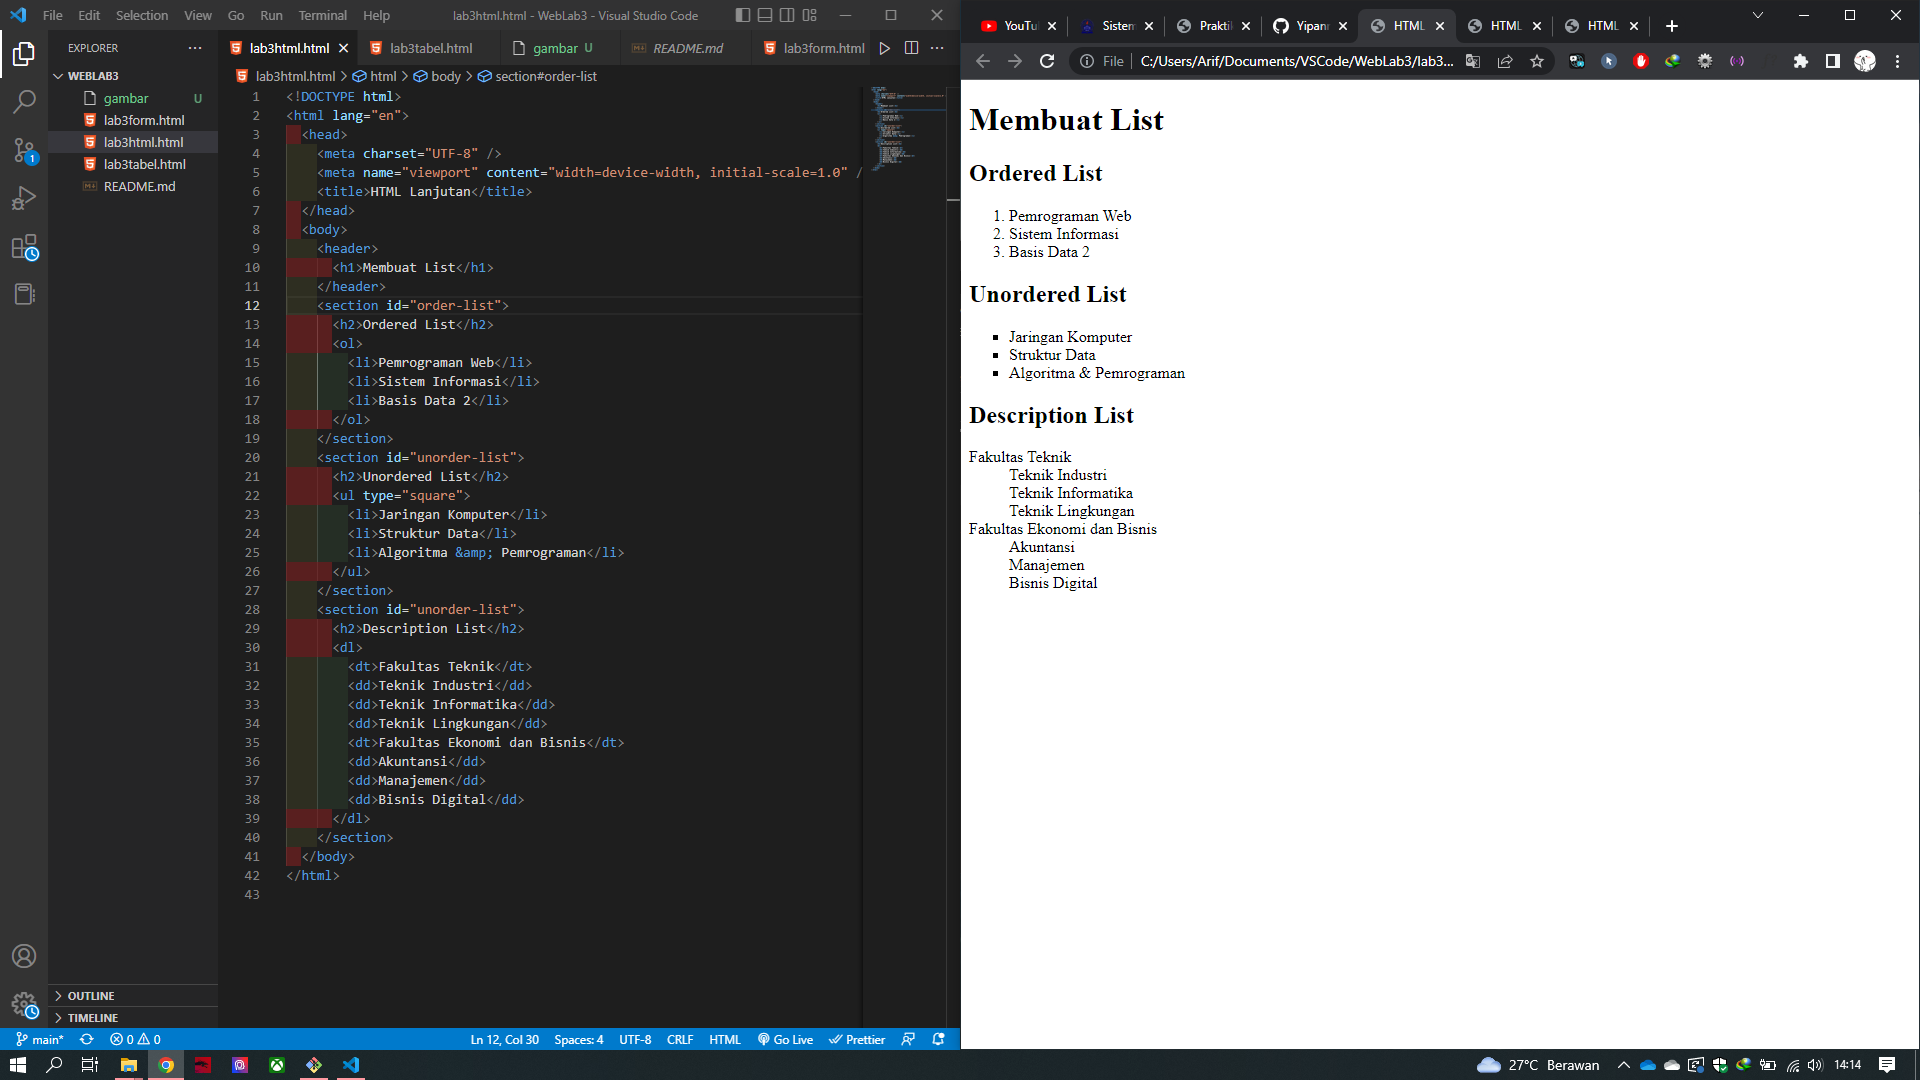 File Edit Selection View Go Run Terminal Help
lab3html.html - WebLab3 - Visual Studio Code
EXPLORER
WEBLAB3
gambar U
lab3form.html
lab3html.html
lab3tabel.html
README.md
OUTLINE
TIMELINE
lab3html.html lab3tabel.html gambar U README.md lab3form.html
lab3html.html > html > body > section#order-list
1 <!DOCTYPE html>
2 <html lang="en">
3 <head>
4 <meta charset="UTF-8" />
5 <meta name="viewport" content="width=device-width, initial-scale=1.0" /
6 <title>HTML Lanjutan</title>
7 </head>
8 <body>
9 <header>
10 <h1>Membuat List</h1>
11 </header>
12 <section id="order-list">
13 <h2>Ordered List</h2>
14 <ol>
15 <li>Pemrograman Web</li>
16 <li>Sistem Informasi</li>
17 <li>Basis Data 2</li>
18 </ol>
19 </section>
20 <section id="unorder-list">
21 <h2>Unordered List</h2>
22 <ul type="square">
23 <li>Jaringan Komputer</li>
24 <li>Struktur Data</li>
25 <li>Algoritma &amp; Pemrograman</li>
26 </ul>
27 </section>
28 <section id="unorder-list">
29 <h2>Description List</h2>
30 <dl>
31 <dt>Fakultas Teknik</dt>
32 <dd>Teknik Industri</dd>
33 <dd>Teknik Informatika</dd>
34 <dd>Teknik Lingkungan</dd>
35 <dt>Fakultas Ekonomi dan Bisnis</dt>
36 <dd>Akuntansi</dd>
37 <dd>Manajemen</dd>
38 <dd>Bisnis Digital</dd>
39 </dl>
40 </section>
41 </body>
42 </html>
43
main* 0 0 Ln 12, Col 30 Spaces: 4 UTF-8 CRLF HTML Go Live Prettier
YouTu Sistem Prakti Yipann HTML HTML HTML
File C:/Users/Arif/Documents/VSCode/WebLab3/lab3...
Membuat List
Ordered List
1. Pemrograman Web
2. Sistem Informasi
3. Basis Data 2
Unordered List
Jaringan Komputer
Struktur Data
Algoritma & Pemrograman
Description List
Fakultas Teknik
Teknik Industri
Teknik Informatika
Teknik Lingkungan
Fakultas Ekonomi dan Bisnis
Akuntansi
Manajemen
Bisnis Digital
27°C Berawan 14:14